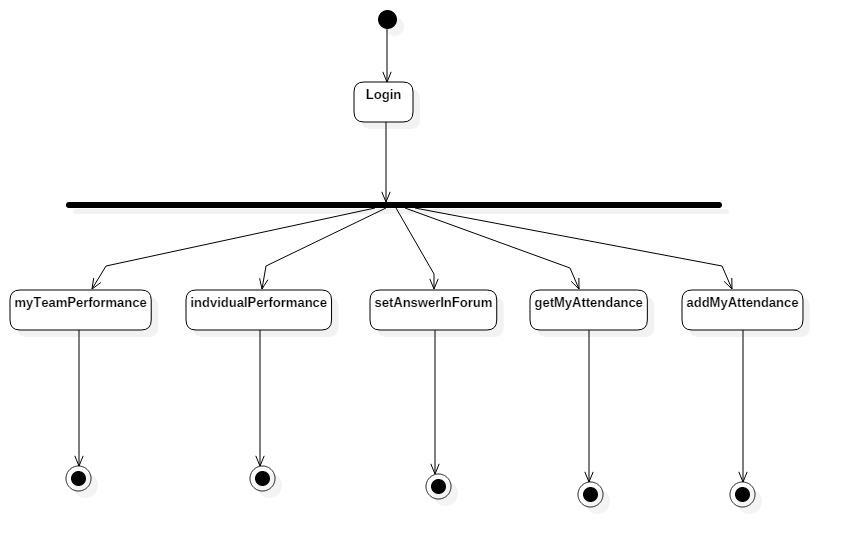 Login
myTeamPerformance
indvidualPerformance
setAnswerInForum
getMyAttendance
addMyAttendance